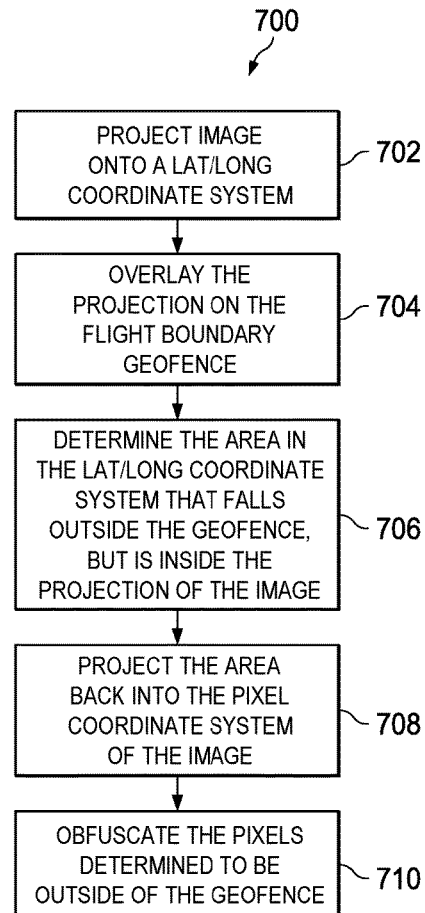 700
PROJECT IMAGE
ONTO A LAT/LONG
COORDINATE SYSTEM
702
OVERLAY THE
PROJECTION ON THE
FLIGHT BOUNDARY
GEOFENCE
704
DETERMINE THE AREA IN
THE LAT/LONG COORDINATE
SYSTEM THAT FALLS
OUTSIDE THE GEOFENCE,
BUT IS INSIDE THE
PROJECTION OF THE IMAGE
706
PROJECT THE AREA
BACK INTO THE PIXEL
COORDINATE SYSTEM
OF THE IMAGE
708
OBFUSCATE THE PIXELS
DETERMINED TO BE
OUTSIDE OF THE GEOFENCE
710